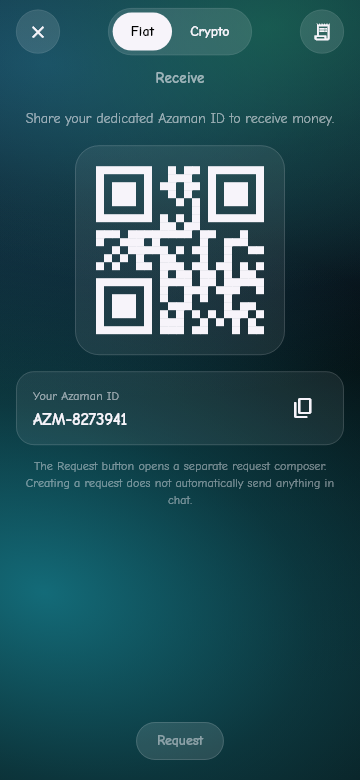 Fiat
Crypto
Receive
Share your dedicated Azaman ID to receive money.
Your Azaman ID
AZM-8273941
The Request button opens a separate request composer.
Creating a request does not automatically send anything in
chat.
Request